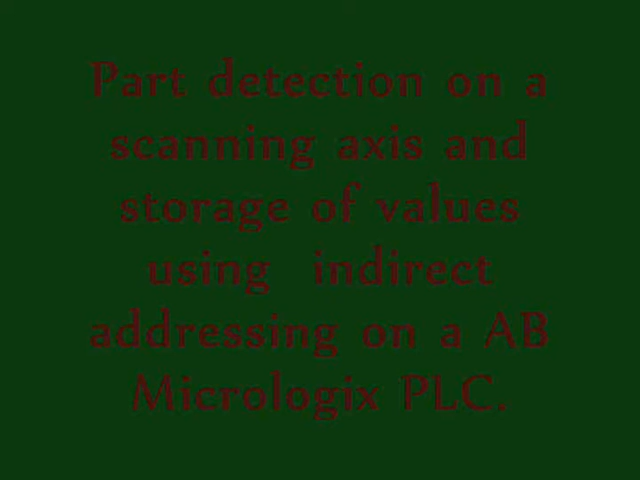 Part detection on a
scanning axis and
storage of values
using indirect
addressing on a AB
Micrologix PLC.